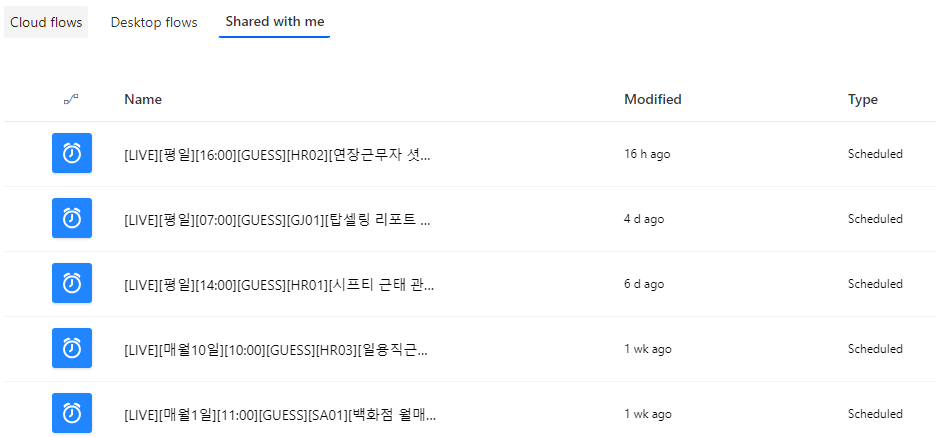 Cloud flows Desktop flows Shared with me
Name Modified Type
[LIVE][평일][16:00][GUESS][HR02][연장근무자 셧... 16 h ago Scheduled
[LIVE][평일][07:00][GUESS][GJ01][탑셀링 리포트 ... 4 d ago Scheduled
[LIVE][평일][14:00][GUESS][HR01][시프티 근태 관... 6 d ago Scheduled
[LIVE][매월10일][10:00][GUESS][HR03][일용직근... 1 wk ago Scheduled
[LIVE][매월1일][11:00][GUESS][SA01][백화점 월매... 1 wk ago Scheduled